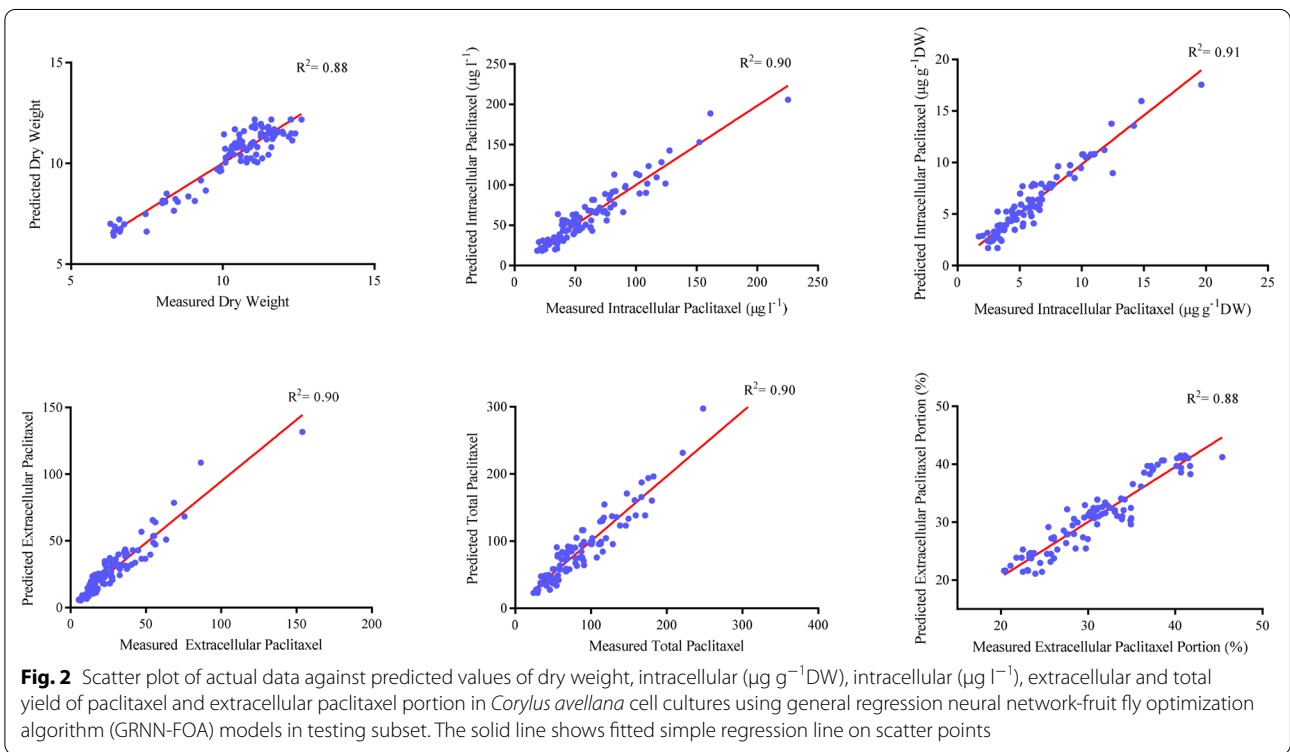 R²= 0.88
Predicted Dry Weight
15
10
5
5 10 15
Measured Dry Weight
R²= 0.90
Predicted Intracellular Paclitaxel (µg l⁻¹)
250
200
150
100
50
0
0 50 100 150 200 250
Measured Intracellular Paclitaxel (µg l⁻¹)
R²= 0.91
Predicted Intracellular Paclitaxel (µg g⁻¹DW)
20
15
10
5
0
0 5 10 15 20 25
Measured Intracellular Paclitaxel (µg g⁻¹DW)
R²= 0.90
Predicted Extracellular Paclitaxel
150
100
50
0
0 50 100 150 200
Measured Extracellular Paclitaxel
R²= 0.90
Predicted Total Paclitaxel
300
200
100
0
0 100 200 300 400
Measured Total Paclitaxel
R²= 0.88
Predicted Extracellular Paclitaxel Portion (%)
50
40
30
20
20 30 40 50
Measured Extracellular Paclitaxel Portion (%)
Fig. 2 Scatter plot of actual data against predicted values of dry weight, intracellular (µg g⁻¹DW), intracellular (µg l⁻¹), extracellular and total
yield of paclitaxel and extracellular paclitaxel portion in Corylus avellana cell cultures using general regression neural network-fruit fly optimization
algorithm (GRNN-FOA) models in testing subset. The solid line shows fitted simple regression line on scatter points